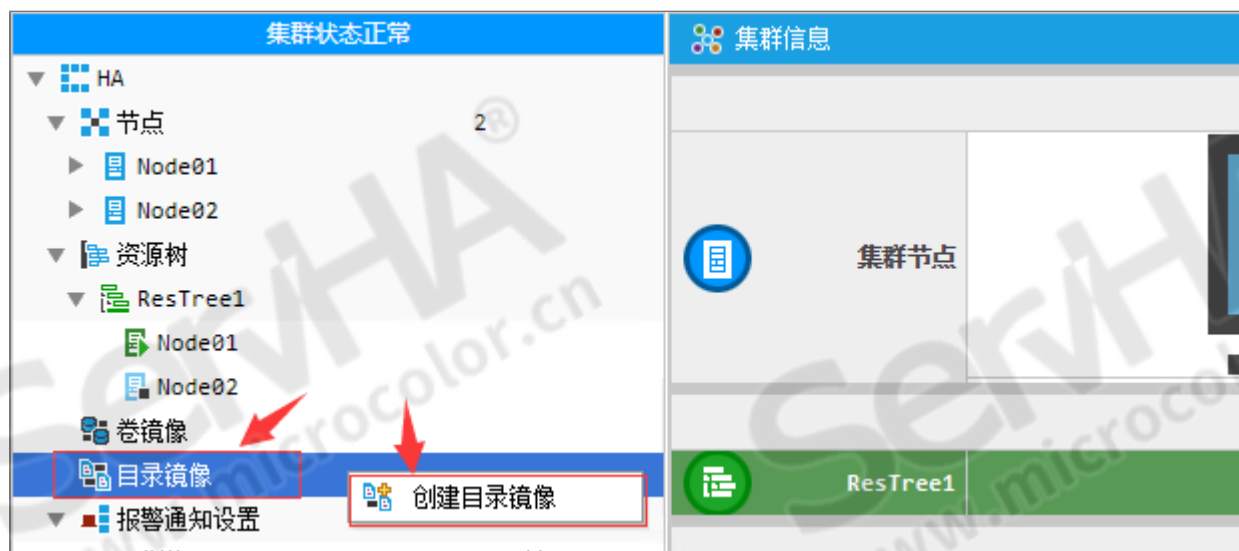 集群状态正常
HA
节点 2
Node01
Node02
资源树
ResTree1
Node01
Node02
卷镜像
目录镜像
创建目录镜像
报警通知设置
集群信息
集群节点
ResTree1
ServHA®
www.microcolor.cn